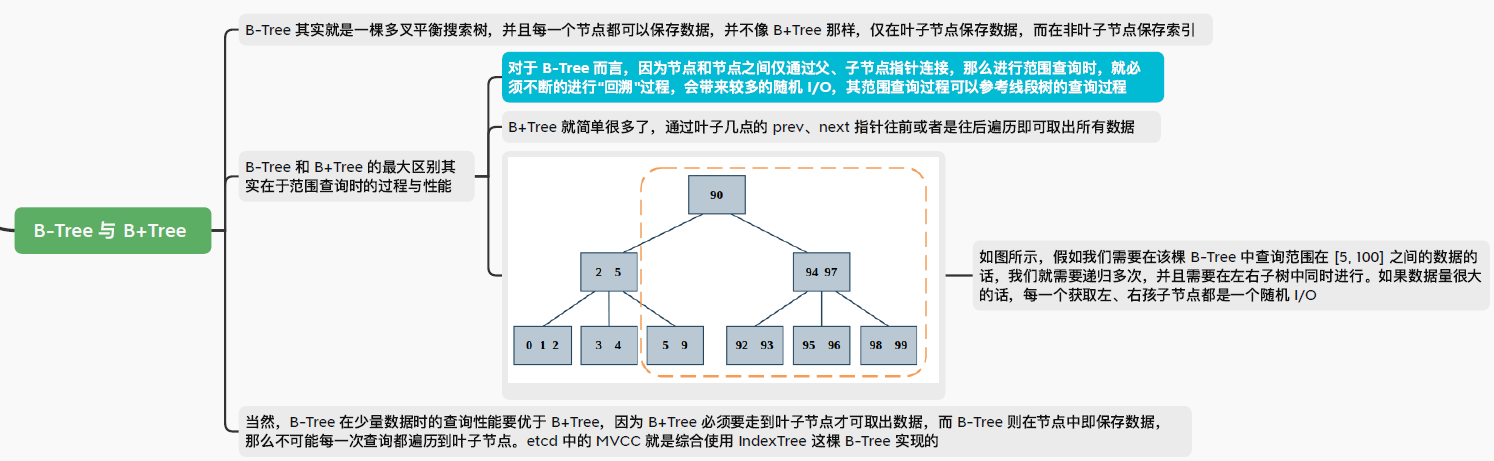 B-Tree 其实就是一棵多叉平衡搜索树，并且每一个节点都可以保存数据，并不像 B+Tree 那样，仅在叶子节点保存数据，而在非叶子节点保存索引
对于 B-Tree 而言，因为节点和节点之间仅通过父、子节点指针连接，那么进行范围查询时，就必
须不断的进行"回溯"过程，会带来较多的随机 I/O，其范围查询过程可以参考线段树的查询过程
B+Tree 就简单很多了，通过叶子几点的 prev、next 指针往前或者是往后遍历即可取出所有数据
B-Tree 和 B+Tree 的最大区别其
实在于范围查询时的过程与性能
B-Tree 与 B+Tree
90
2 5
94 97
0 1 2
3 4
5 9
92 93
95 96
98 99
如图所示，假如我们需要在该棵 B-Tree 中查询范围在 [5, 100] 之间的数据的
话，我们就需要递归多次，并且需要在左右子树中同时进行。如果数据量很大
的话，每一个获取左、右孩子节点都是一个随机 I/O
当然，B-Tree 在少量数据时的查询性能要优于 B+Tree，因为 B+Tree 必须要走到叶子节点才可取出数据，而 B-Tree 则在节点中即保存数据，
那么不可能每一次查询都遍历到叶子节点。etcd 中的 MVCC 就是综合使用 IndexTree 这棵 B-Tree 实现的